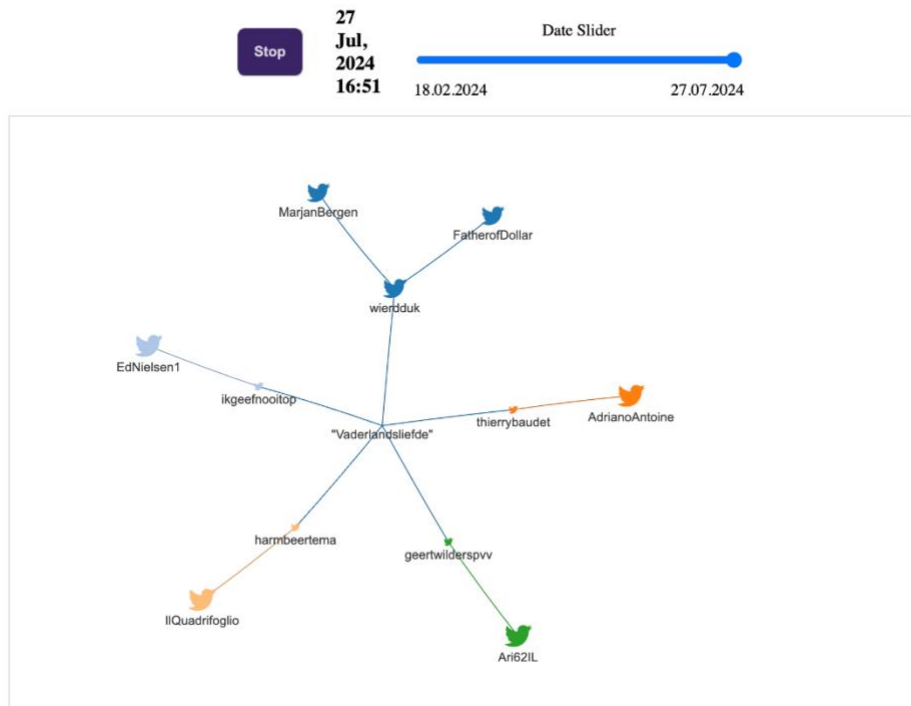 Stop
27
Jul,
2024
16:51
Date Slider
18.02.2024
27.07.2024
MarjanBergen
FatherofDollar
wierdduk
EdNielsen1
ikgeefnooitop
AdrianoAntoine
thierrybaudet
"Vaderlandsliefde"
harmbeertema
geertwilderspvv
IlQuadrifoglio
Ari62IL